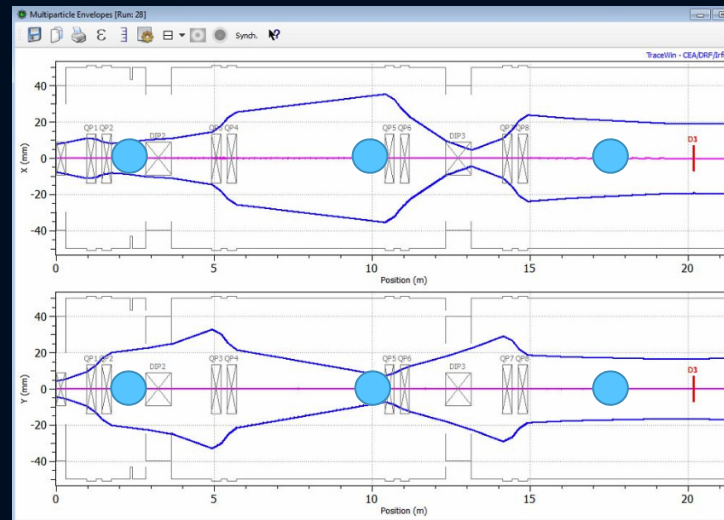 Multiparticle Envelopes [Run: 28]
ε Synch.
TraceWin - CEA/DRF/Irf
X (mm)
40
20
0
-20
-40
QP1 QP2 DIP2 QP3 QP4 QP5 QP6 DIP3 QP7 QP8 D3
0 5 10 15 20
Position (m)
Y (mm)
40
20
0
-20
-40
QP1 QP2 DIP2 QP3 QP4 QP5 QP6 DIP3 QP7 QP8 D3
0 5 10 15 20
Position (m)